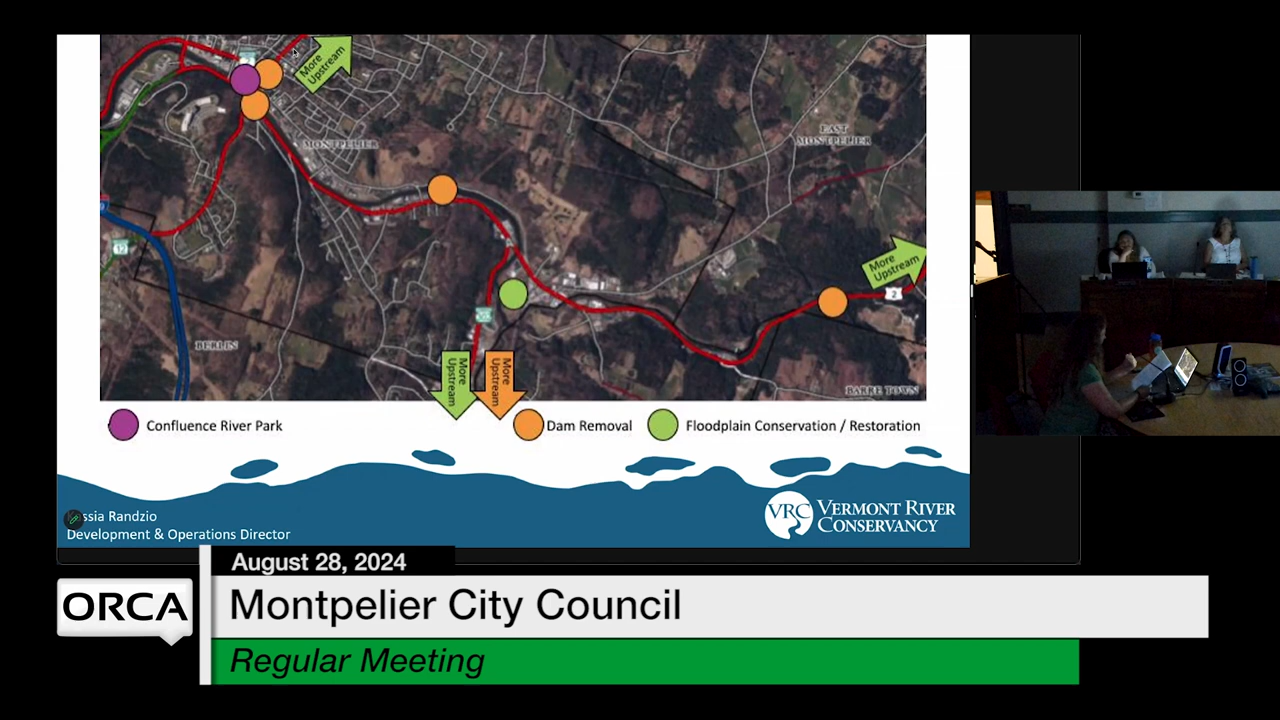 More
Upstream
MONTPELIER
EAST
MONTPELIER
12
More
Upstream
2
BERLIN
More
Upstream
More
Upstream
BARRE TOWN
Confluence River Park
Dam Removal
Floodplain Conservation / Restoration
ssia Randzio
Development & Operations Director
VRC
VERMONT RIVER
CONSERVANCY
August 28, 2024
ORCA
Montpelier City Council
Regular Meeting